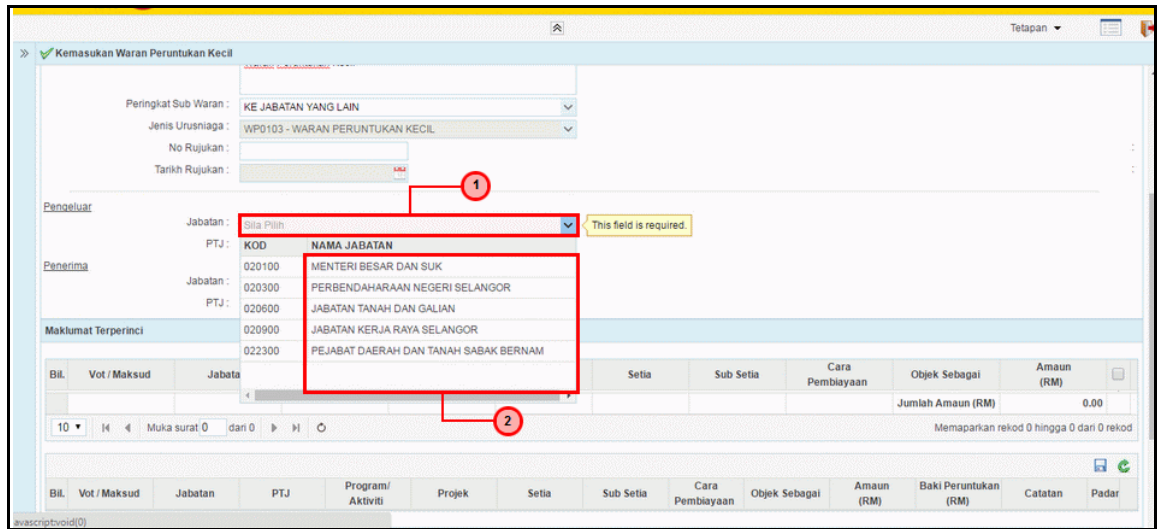 Tetapan
Kemasukan Waran Peruntukan Kecil
Peringkat Sub Waran : KE JABATAN YANG LAIN
Jenis Urusniaga : WP0103 - WARAN PERUNTUKAN KECIL
No Rujukan :
Tarikh Rujukan :
1
Pengeluar
Jabatan : Sila Pilih This field is required.
PTJ : KOD NAMA JABATAN
Penerima 020100 MENTERI BESAR DAN SUK
Jabatan : 020300 PERBENDAHARAAN NEGERI SELANGOR
PTJ : 020600 JABATAN TANAH DAN GALIAN
Maklumat Terperinci 020900 JABATAN KERJA RAYA SELANGOR
022300 PEJABAT DAERAH DAN TANAH SABAK BERNAM
Bil. Vot / Maksud Jabata Setia Sub Setia Cara Pembiayaan Objek Sebagai Amaun (RM)
Jumlah Amaun (RM) 0.00
10 Muka surat 0 dari 0 2 Memaparkan rekod 0 hingga 0 dari 0 rekod
Bil. Vot / Maksud Jabatan PTJ Program/ Aktiviti Projek Setia Sub Setia Cara Pembiayaan Objek Sebagai Amaun (RM) Baki Peruntukan (RM) Catatan Padar
avascript:void(0)